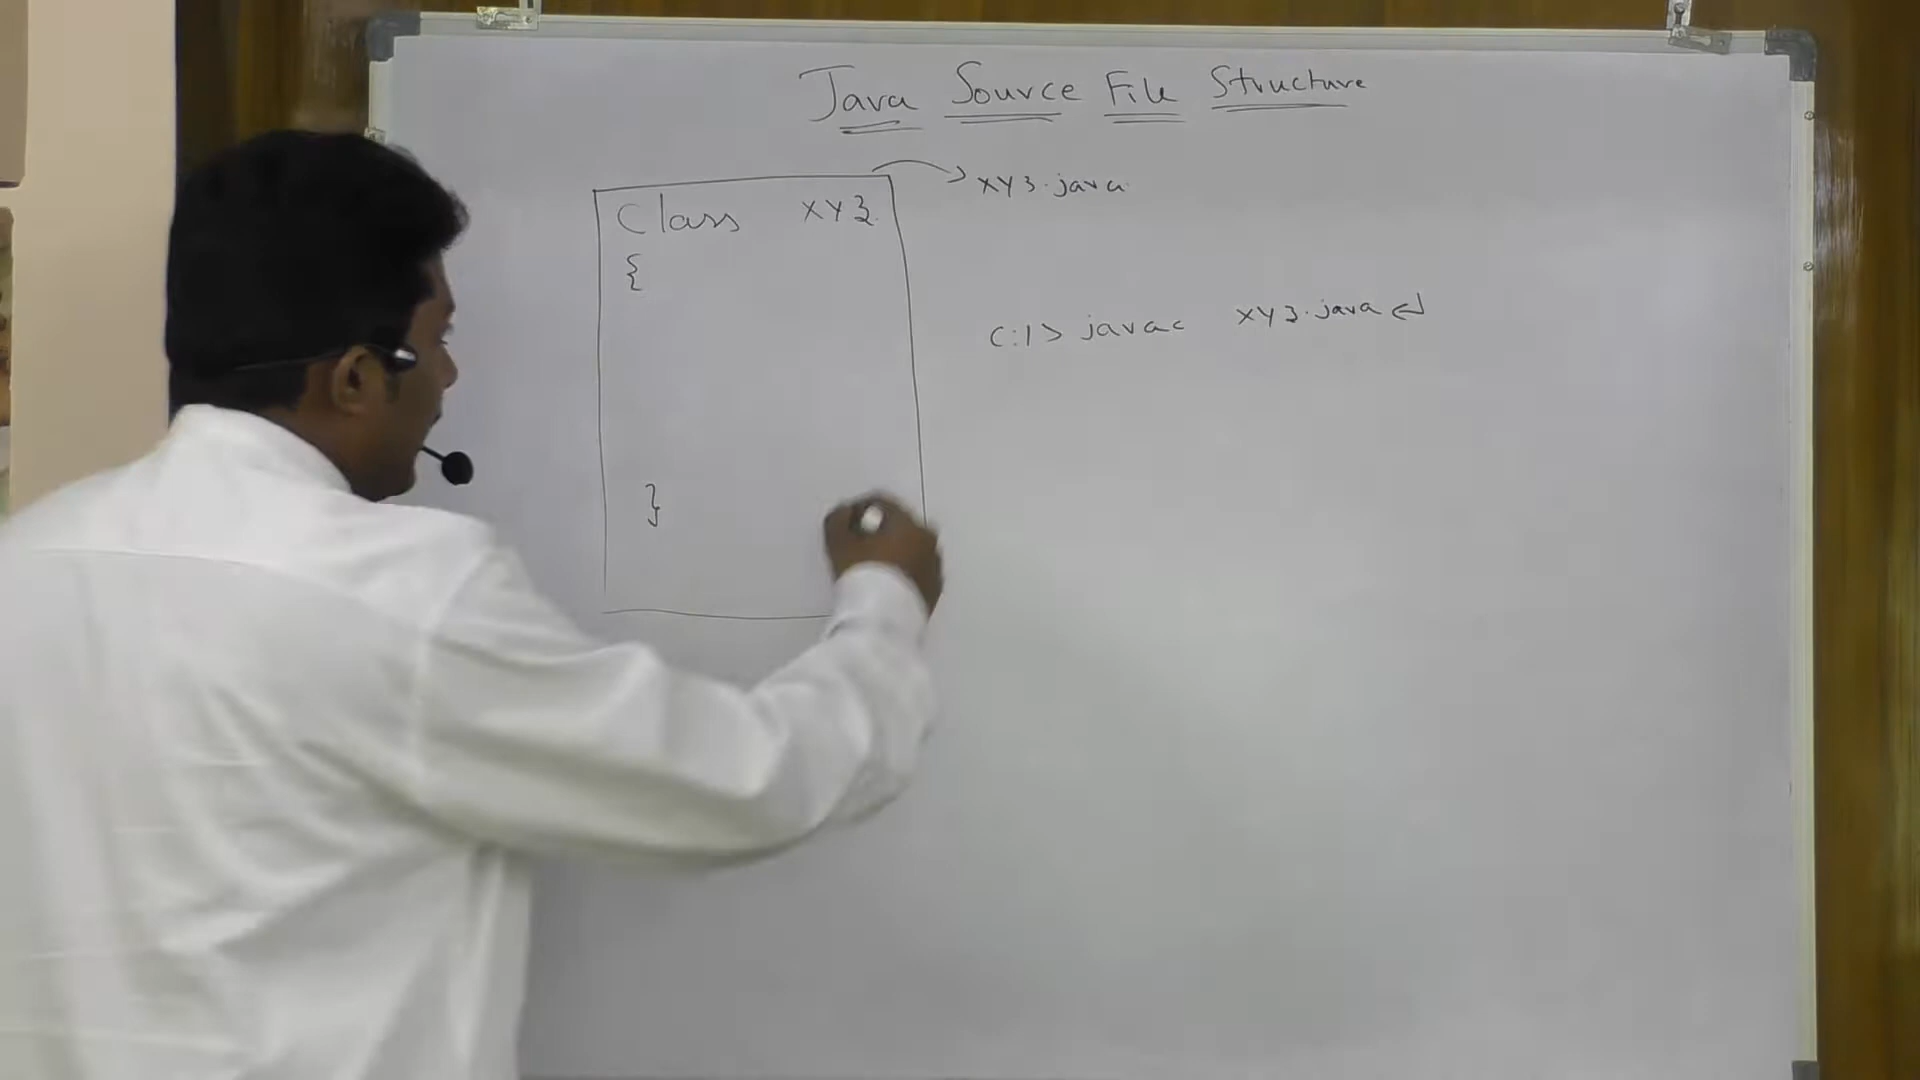 Java Source File Structure
xyz.java
Class xyz
{
c:\> javac xyz.java ↵
}